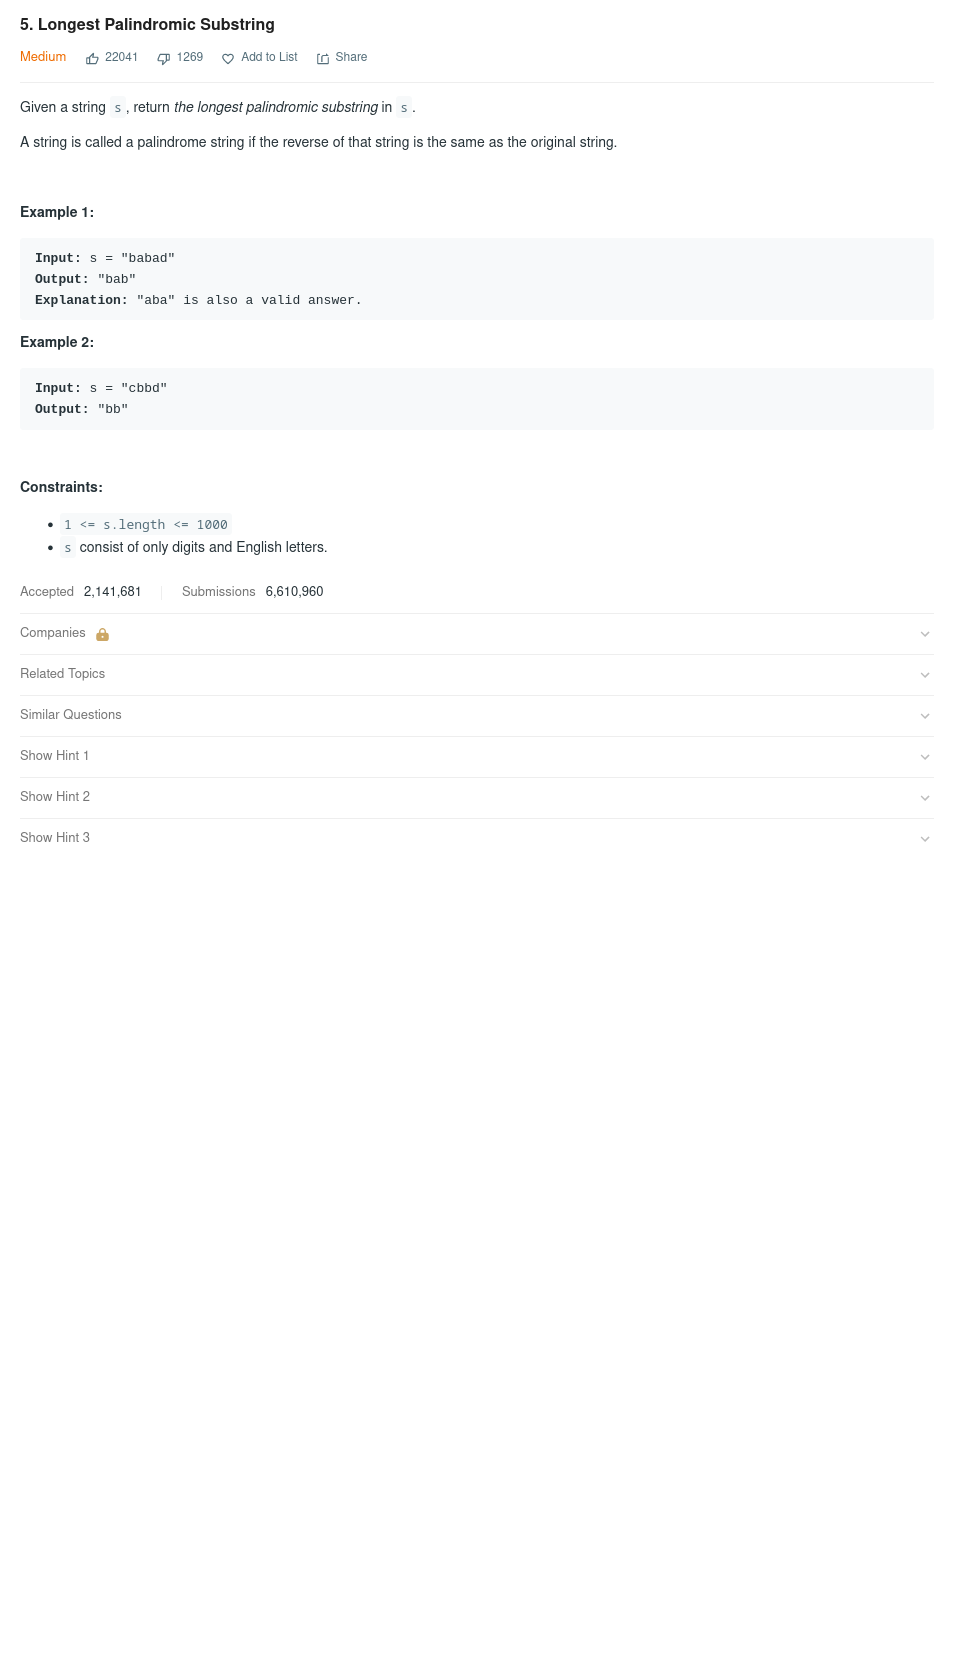 5. Longest Palindromic Substring
Medium 22041 1269 Add to List Share
Given a string s , return the longest palindromic substring in s .
A string is called a palindrome string if the reverse of that string is the same as the original string.
Example 1:
Input: s = "babad"
Output: "bab"
Explanation: "aba" is also a valid answer.
Example 2:
Input: s = "cbbd"
Output: "bb"
Constraints:
• 1 <= s.length <= 1000
• s consist of only digits and English letters.
Accepted 2,141,681 Submissions 6,610,960
Companies
Related Topics
Similar Questions
Show Hint 1
Show Hint 2
Show Hint 3